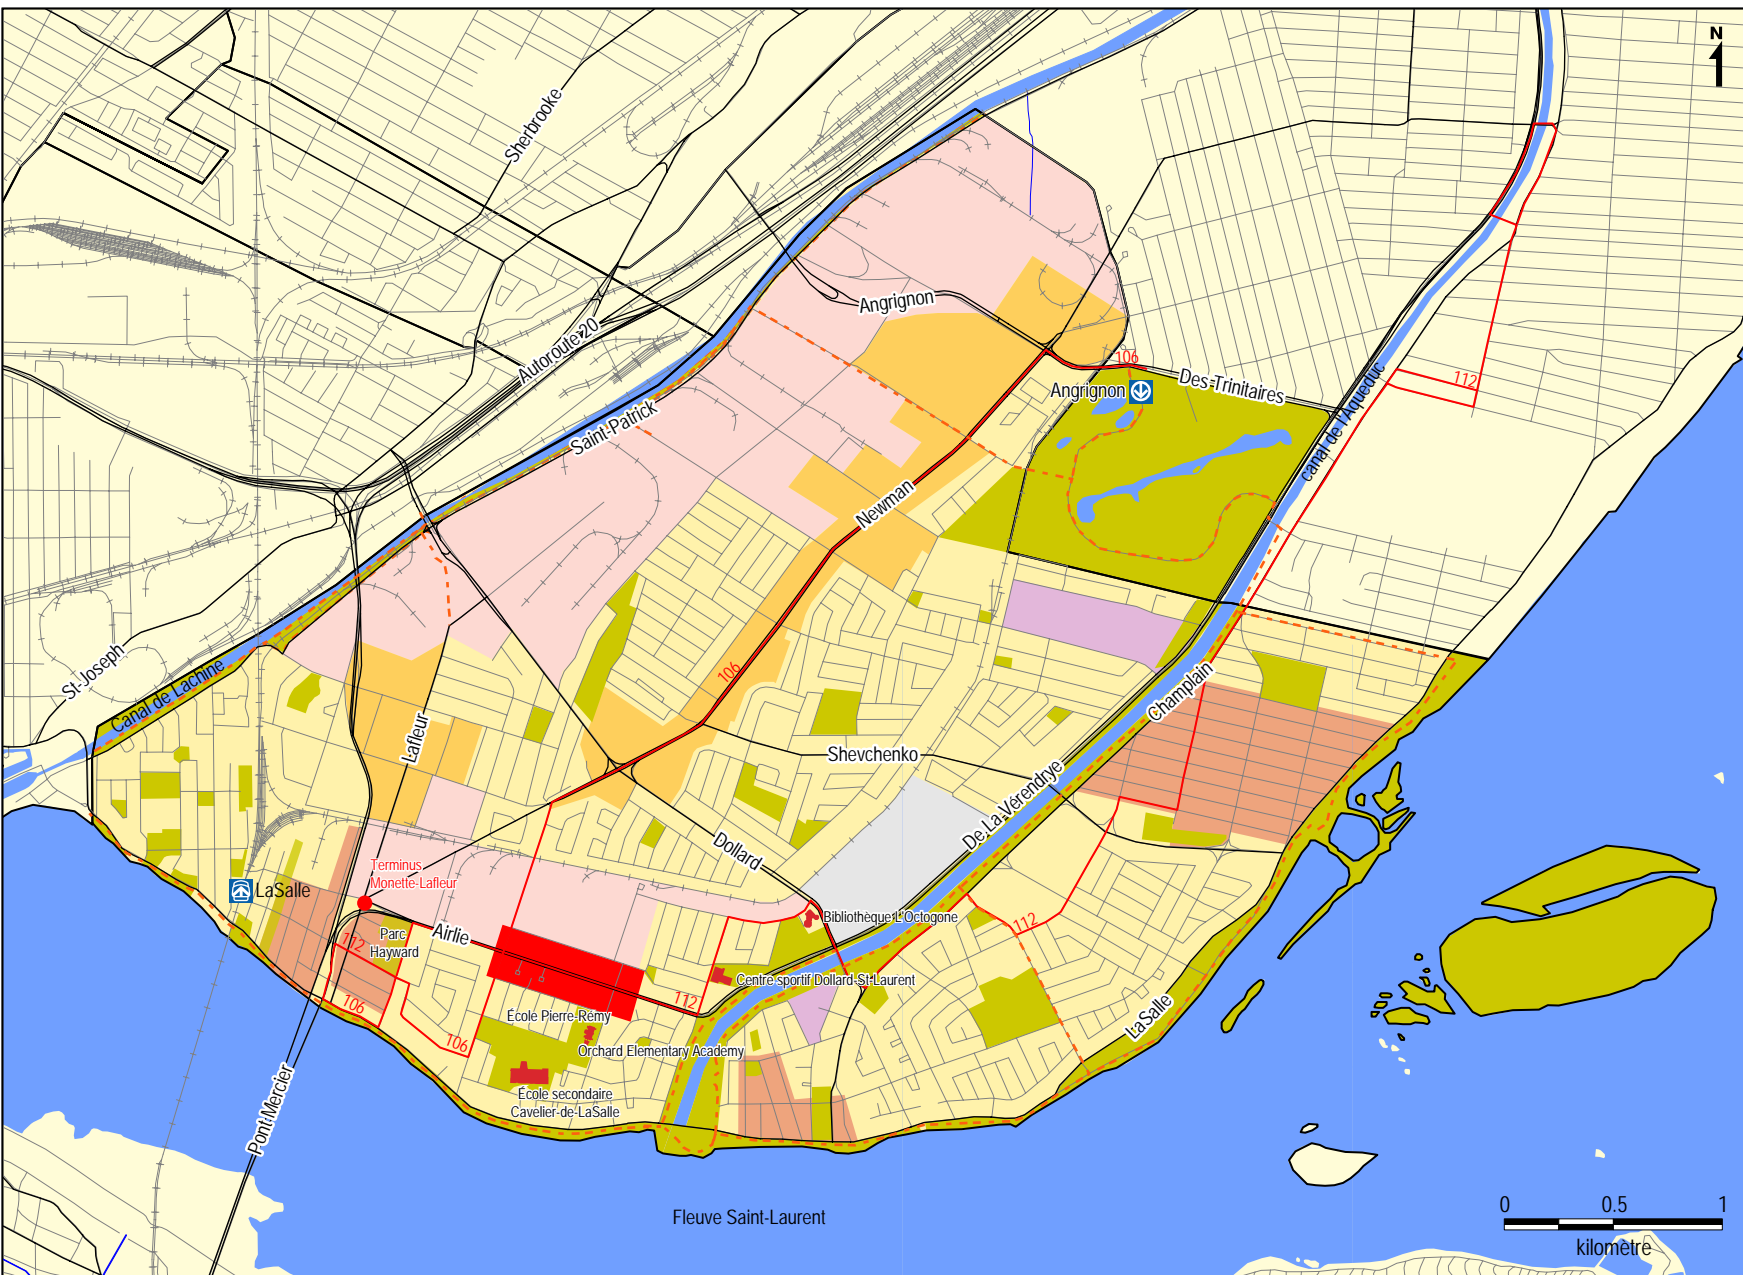 N
Sherbrooke
Angrignon
Autoroute 20
106
Angrignon
Des Trinitaires
112
canal de l'Aqueduc
Saint-Patrick
Newman
St-Joseph
Canal de Lachine
106
Champlain
Lafleur
Shevchenko
De La Vérendrye
Dollard
Terminus
Monette-Lafleur
LaSalle
Bibliothèque L'Octogone
112
Parc
Hayward
Airlie
112
Centre sportif Dollard-St-Laurent
106
112
École Pierre-Rémy
LaSalle
106
Orchard Elementary Academy
École secondaire
Cavelier-de-LaSalle
Pont Mercier
Fleuve Saint-Laurent
0 0.5 1
kilomètre